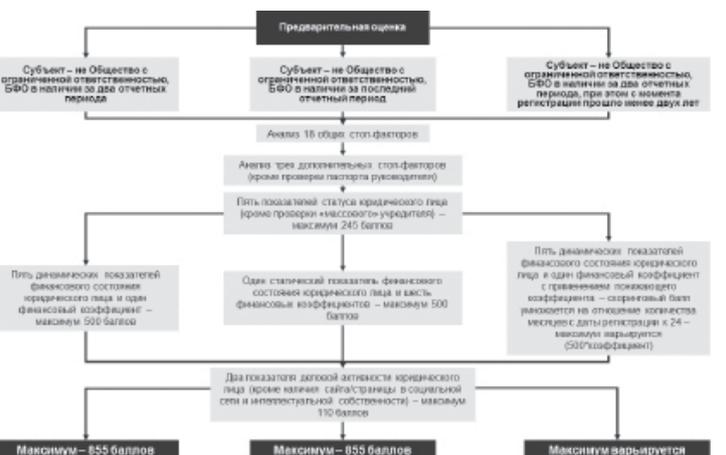 Предварительная оценка
Субъект – не Общество с
ограниченной ответственностью,
БФО в наличии за два отчетных
периода
Субъект – не Общество с
ограниченной ответственностью,
БФО в наличии за последний
отчетный период
Субъект – не Общество с
ограниченной ответственностью,
БФО в наличии за два отчетных
периода, при этом с момента
регистрации прошло менее двух лет
Анализ 18 общих стоп-факторов
Анализ трех дополнительных стоп-факторов
(кроме проверки паспорта руководителя)
Пять показателей статуса юридического лица
(кроме проверки «массового» учредителя) –
максимум 245 баллов
Пять динамических показателей
финансового состояния
юридического лица и один
финансовый коэффициент –
максимум 500 баллов
Один статический показатель финансового
состояния юридического лица и шесть
финансовых коэффициентов – максимум 500
баллов
Пять динамических показателей
финансового состояния юридического
лица и один финансовый коэффициент
с применением понижающего
коэффициента – скоринговый балл
умножается на отношение количества
месяцев с даты регистрации к 24 –
максимум варьируется
(500*коэффициент)
Два показателя деловой активности юридического
лица (кроме наличия сайта/страницы в социальной
сети и интеллектуальной собственности) – максимум
110 баллов
Максимум – 855 баллов
Максимум – 855 баллов
Максимум варьируется